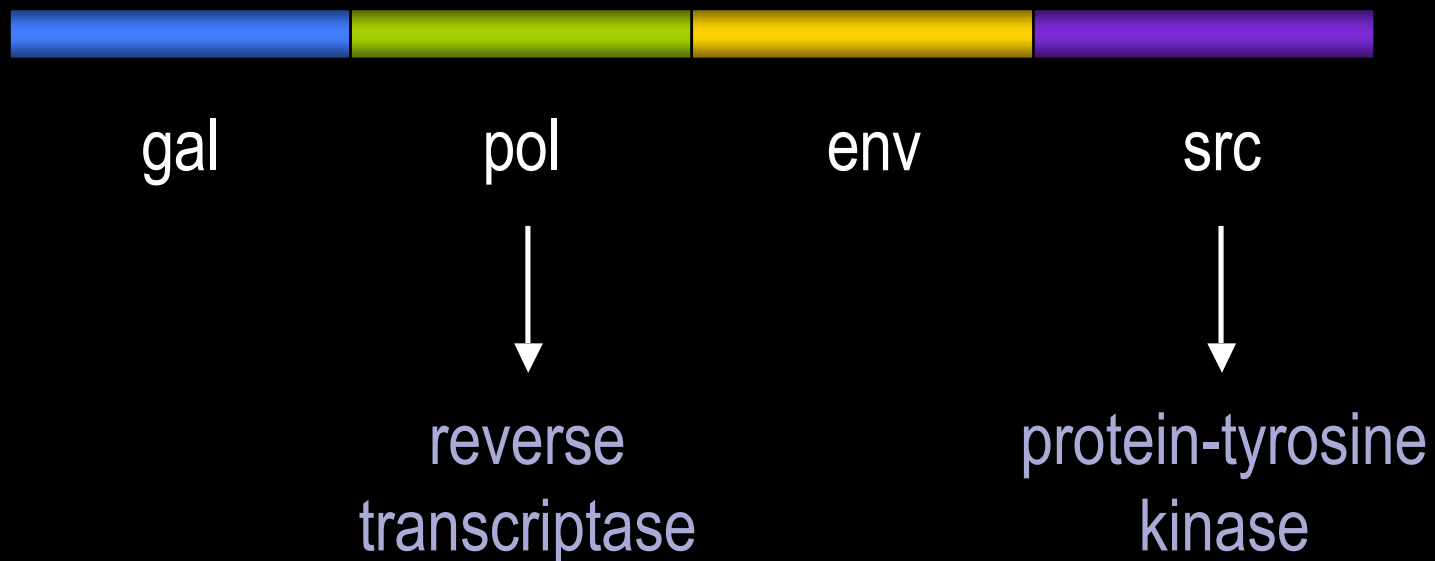 gal pol env src
reverse protein-tyrosine
transcriptase kinase